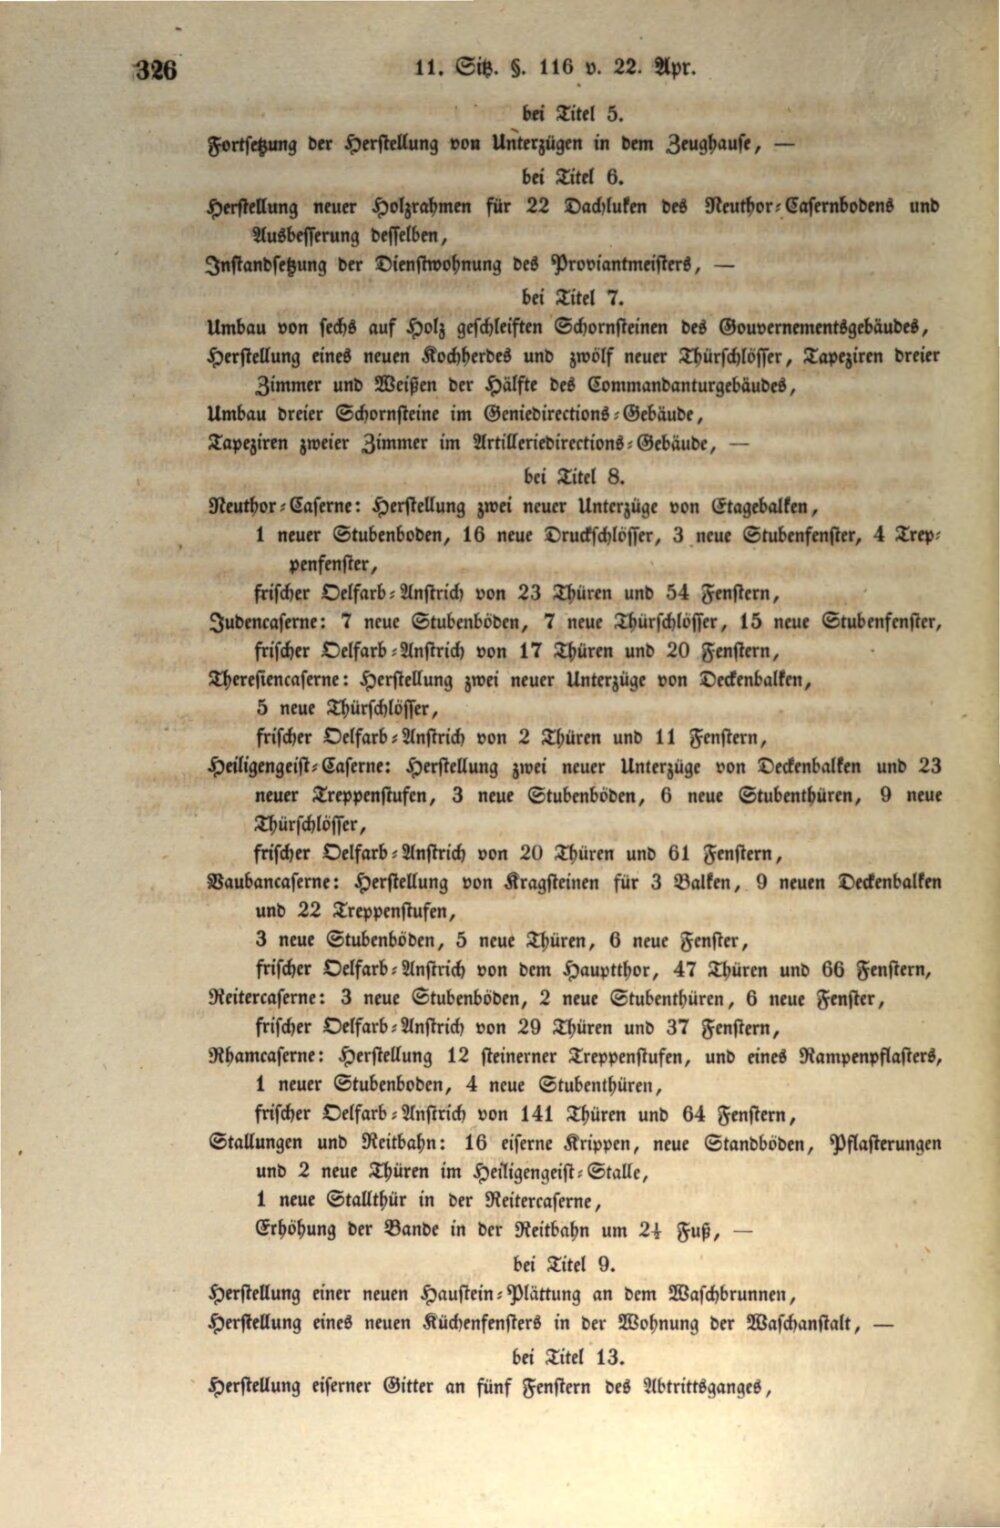 326
11. Sitz. §. 116 v. 22. Apr.
bei Titel 5.
Fortsetzung der Herstellung von Unterzügen in dem Zeughause, —
bei Titel 6.
Herstellung neuer Holzrahmen für 22 Dachluken des Neuthor-Casernbodens und
Ausbesserung desselben,
Instandsetzung der Dienstwohnung des Proviantmeisters, —
bei Titel 7.
Umbau von sechs auf Holz geschleiften Schornsteinen des Gouvernementsgebäudes,
Herstellung eines neuen Kochherdes und zwölf neuer Thürschlösser, Tapeziren dreier
Zimmer und Weißen der Hälfte des Commandanturgebäudes,
Umbau dreier Schornsteine im Geniedirections-Gebäude,
Tapeziren zweier Zimmer im Artilleriedirections-Gebäude, —
bei Titel 8.
Neuthor-Caserne: Herstellung zwei neuer Unterzüge von Etagebalken,
1 neuer Stubenboden, 16 neue Druckschlösser, 3 neue Stubenfenster, 4 Trep-
penfenster,
frischer Oelfarb-Anstrich von 23 Thüren und 54 Fenstern,
Judencaserne: 7 neue Stubenböden, 7 neue Thürschlösser, 15 neue Stubenfenster,
frischer Oelfarb-Anstrich von 17 Thüren und 20 Fenstern,
Theresiencaserne: Herstellung zwei neuer Unterzüge von Deckenbalken,
5 neue Thürschlösser,
frischer Oelfarb-Anstrich von 2 Thüren und 11 Fenstern,
Heiligengeist-Caserne: Herstellung zwei neuer Unterzüge von Deckenbalken und 23
neuer Treppenstufen, 3 neue Stubenböden, 6 neue Stubenthüren, 9 neue
Thürschlösser,
frischer Oelfarb-Anstrich von 20 Thüren und 61 Fenstern,
Vaubancaserne: Herstellung von Kragsteinen für 3 Balken, 9 neuen Deckenbalken
und 22 Treppenstufen,
3 neue Stubenböden, 5 neue Thüren, 6 neue Fenster,
frischer Oelfarb-Anstrich von dem Hauptthor, 47 Thüren und 66 Fenstern,
Reitercaserne: 3 neue Stubenböden, 2 neue Stubenthüren, 6 neue Fenster,
frischer Oelfarb-Anstrich von 29 Thüren und 37 Fenstern,
Rhamcaserne: Herstellung 12 steinerner Treppenstufen, und eines Rampenpflasters,
1 neuer Stubenboden, 4 neue Stubenthüren,
frischer Oelfarb-Anstrich von 141 Thüren und 64 Fenstern,
Stallungen und Reitbahn: 16 eiserne Krippen, neue Standböden, Pflasterungen
und 2 neue Thüren im Heiligengeist-Stalle,
1 neue Stallthür in der Reitercaserne,
Erhöhung der Bande in der Reitbahn um 2½ Fuß, —
bei Titel 9.
Herstellung einer neuen Haustein-Plättung an dem Waschbrunnen,
Herstellung eines neuen Küchenfensters in der Wohnung der Waschanstalt, —
bei Titel 13.
Herstellung eiserner Gitter an fünf Fenstern des Abtrittsganges,